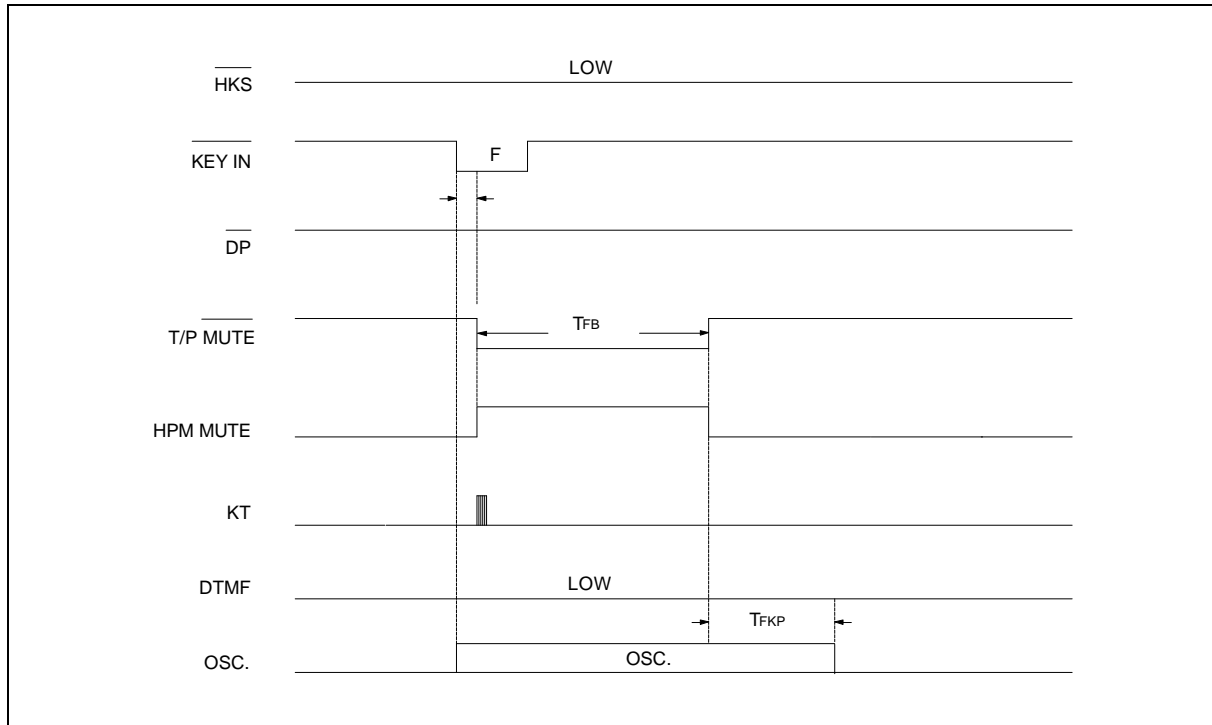 LOW
HKS
KEY IN
F
DP
TFB
T/P MUTE
HPM MUTE
KT
DTMF
LOW
TFKP
OSC.
OSC.